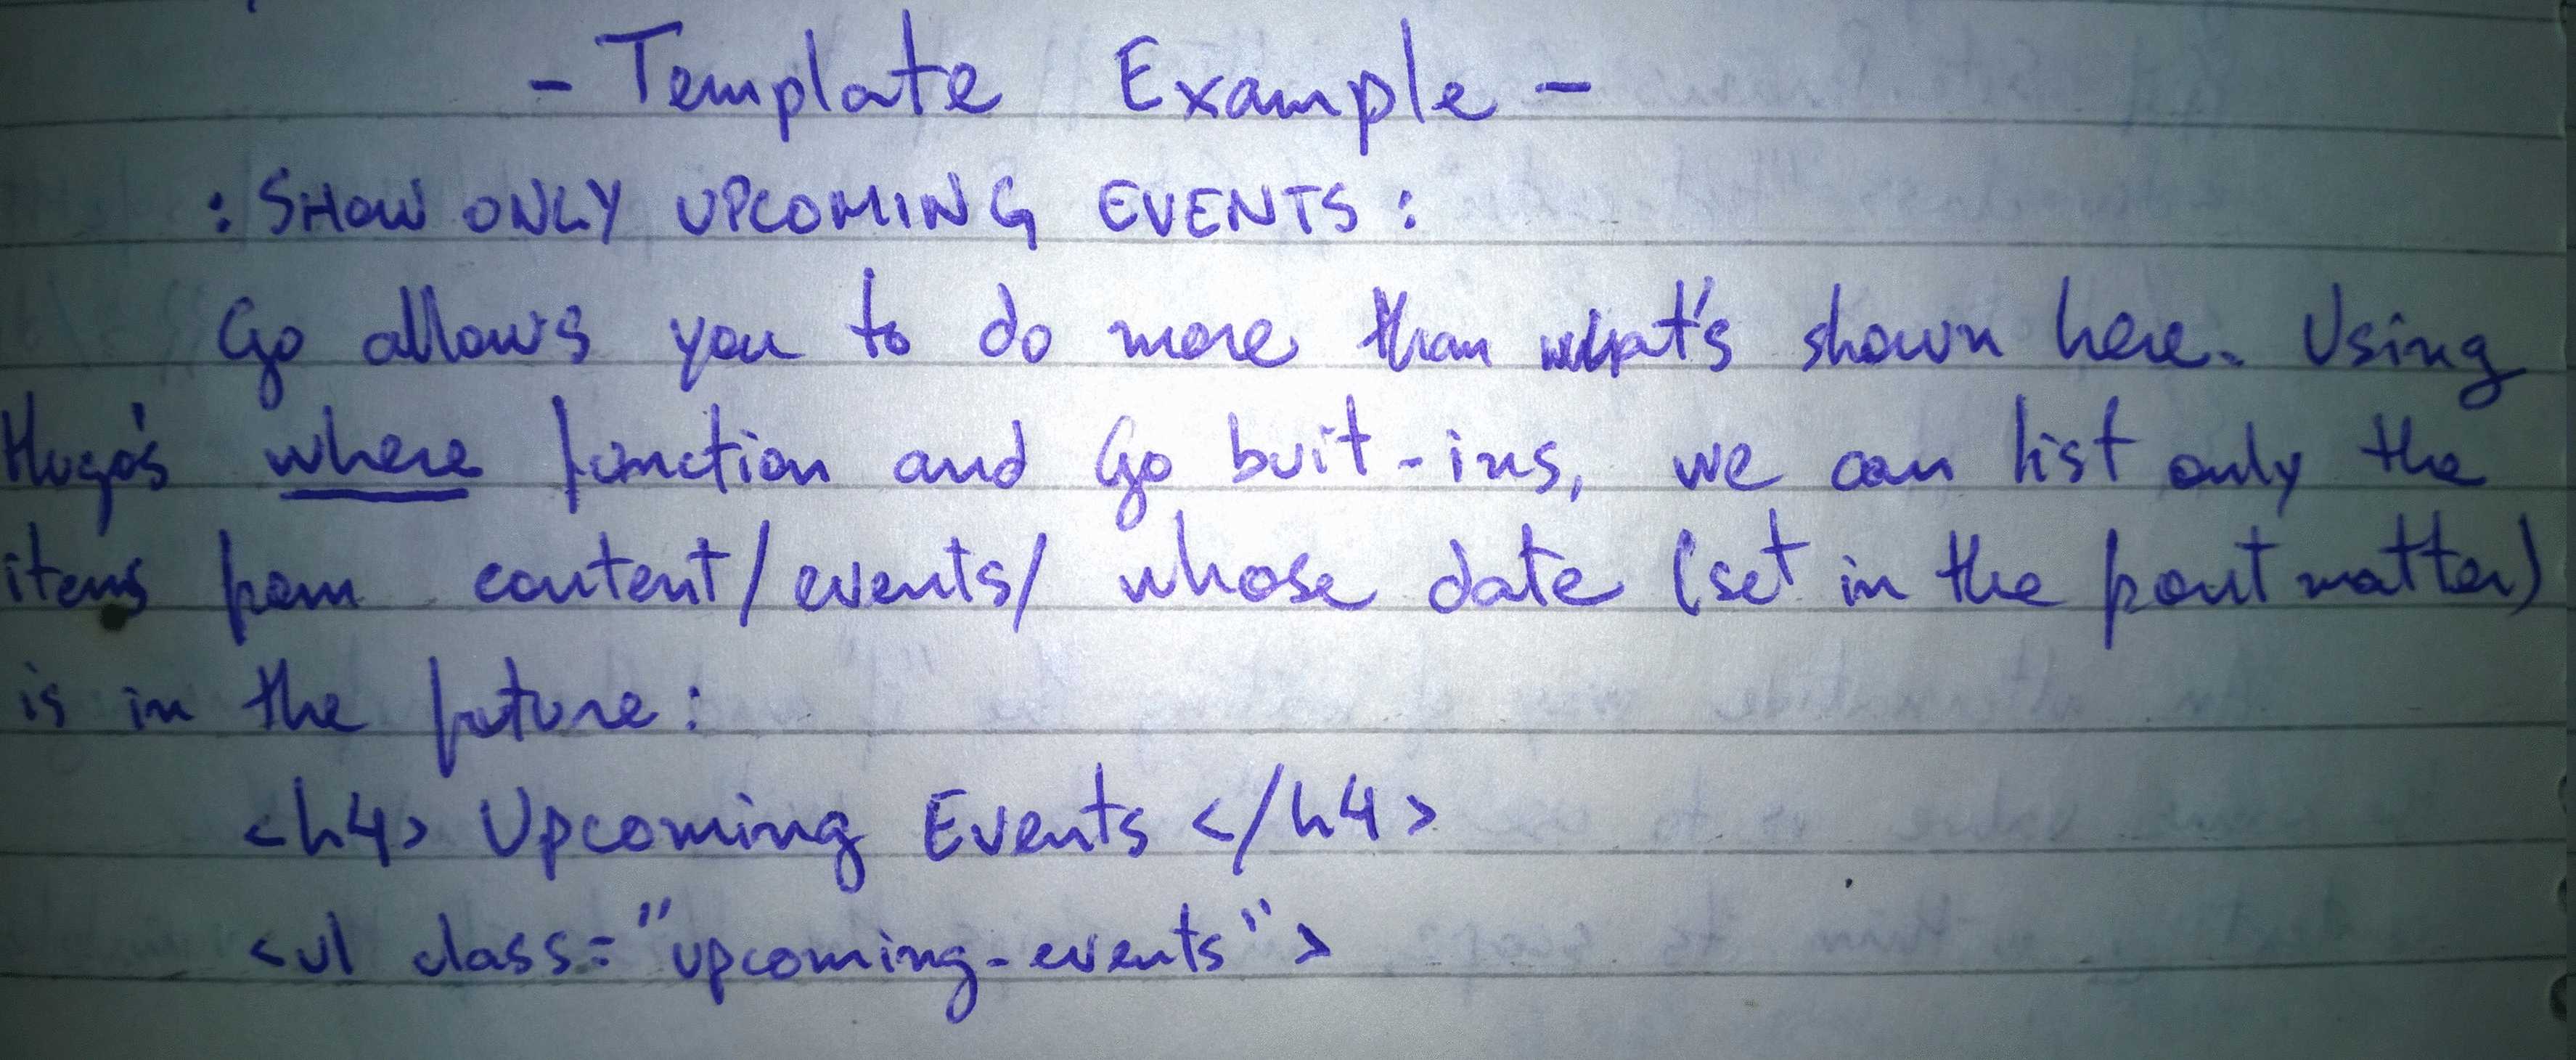 - Template Example -
: SHOW ONLY UPCOMING EVENTS :
Go allows you to do more than what's shown here. Using
Hugo's where function and Go buit-ins, we can list only the
items from content/events/ whose date (set in the front matter)
is in the future:
<h4> Upcoming Events </h4>
<ul class="upcoming-events">